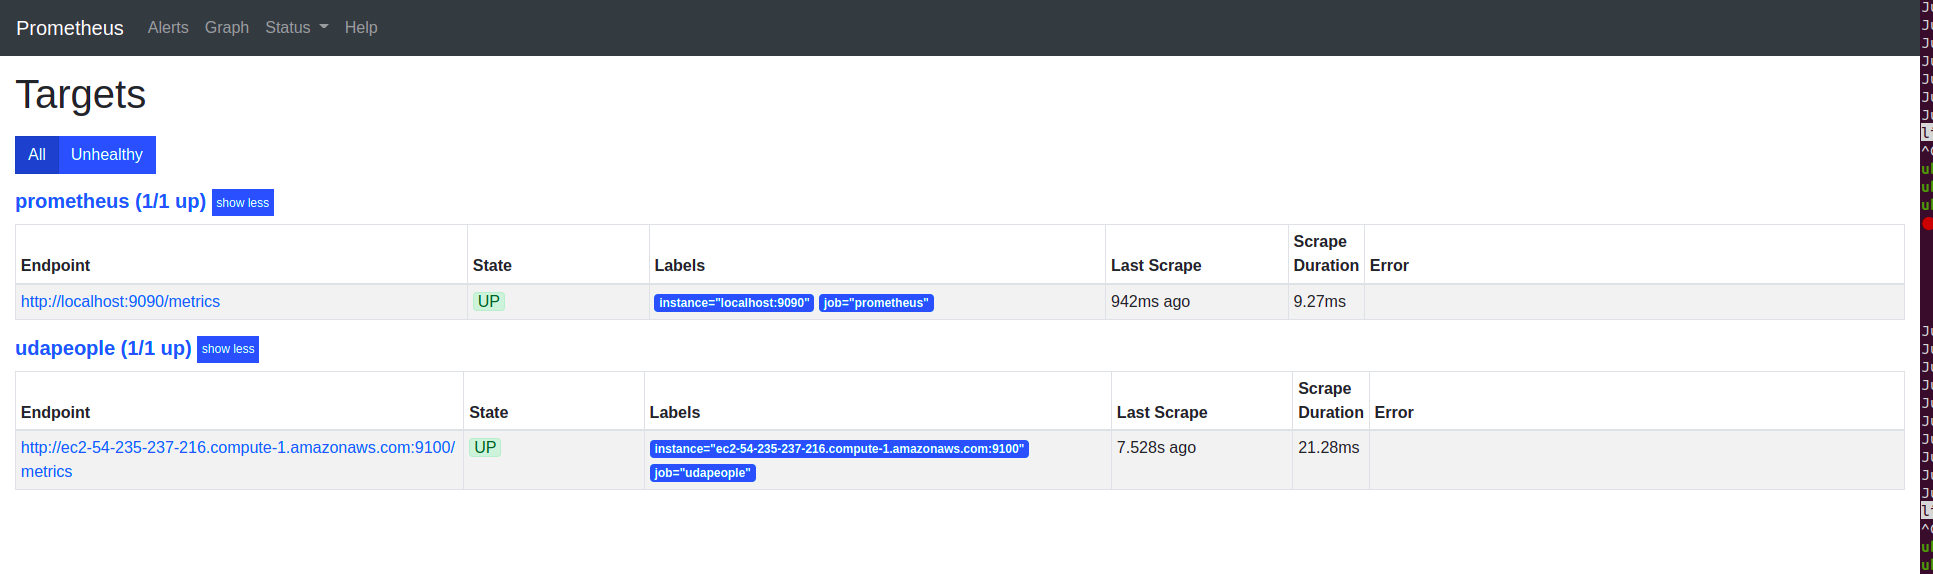 Prometheus Alerts Graph Status Help
Targets
All Unhealthy
prometheus (1/1 up) show less
Endpoint State Labels Last Scrape Scrape Duration Error
http://localhost:9090/metrics UP instance="localhost:9090" job="prometheus" 942ms ago 9.27ms
udapeople (1/1 up) show less
Endpoint State Labels Last Scrape Scrape Duration Error
http://ec2-54-235-237-216.compute-1.amazonaws.com:9100/
metrics UP instance="ec2-54-235-237-216.compute-1.amazonaws.com:9100"
job="udapeople" 7.528s ago 21.28ms